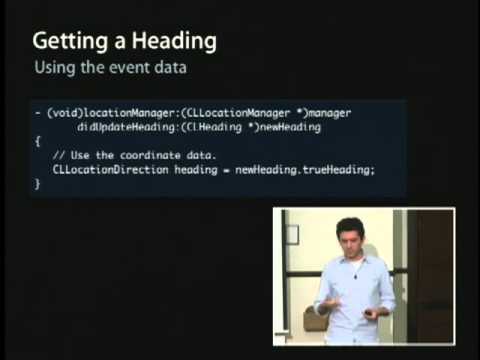 Getting a Heading
Using the event data
- (void)locationManager:(CLLocationManager *)manager
didUpdateHeading:(CLHeading *)newHeading
{
// Use the coordinate data.
CLLocationDirection heading = newHeading.trueHeading;
}